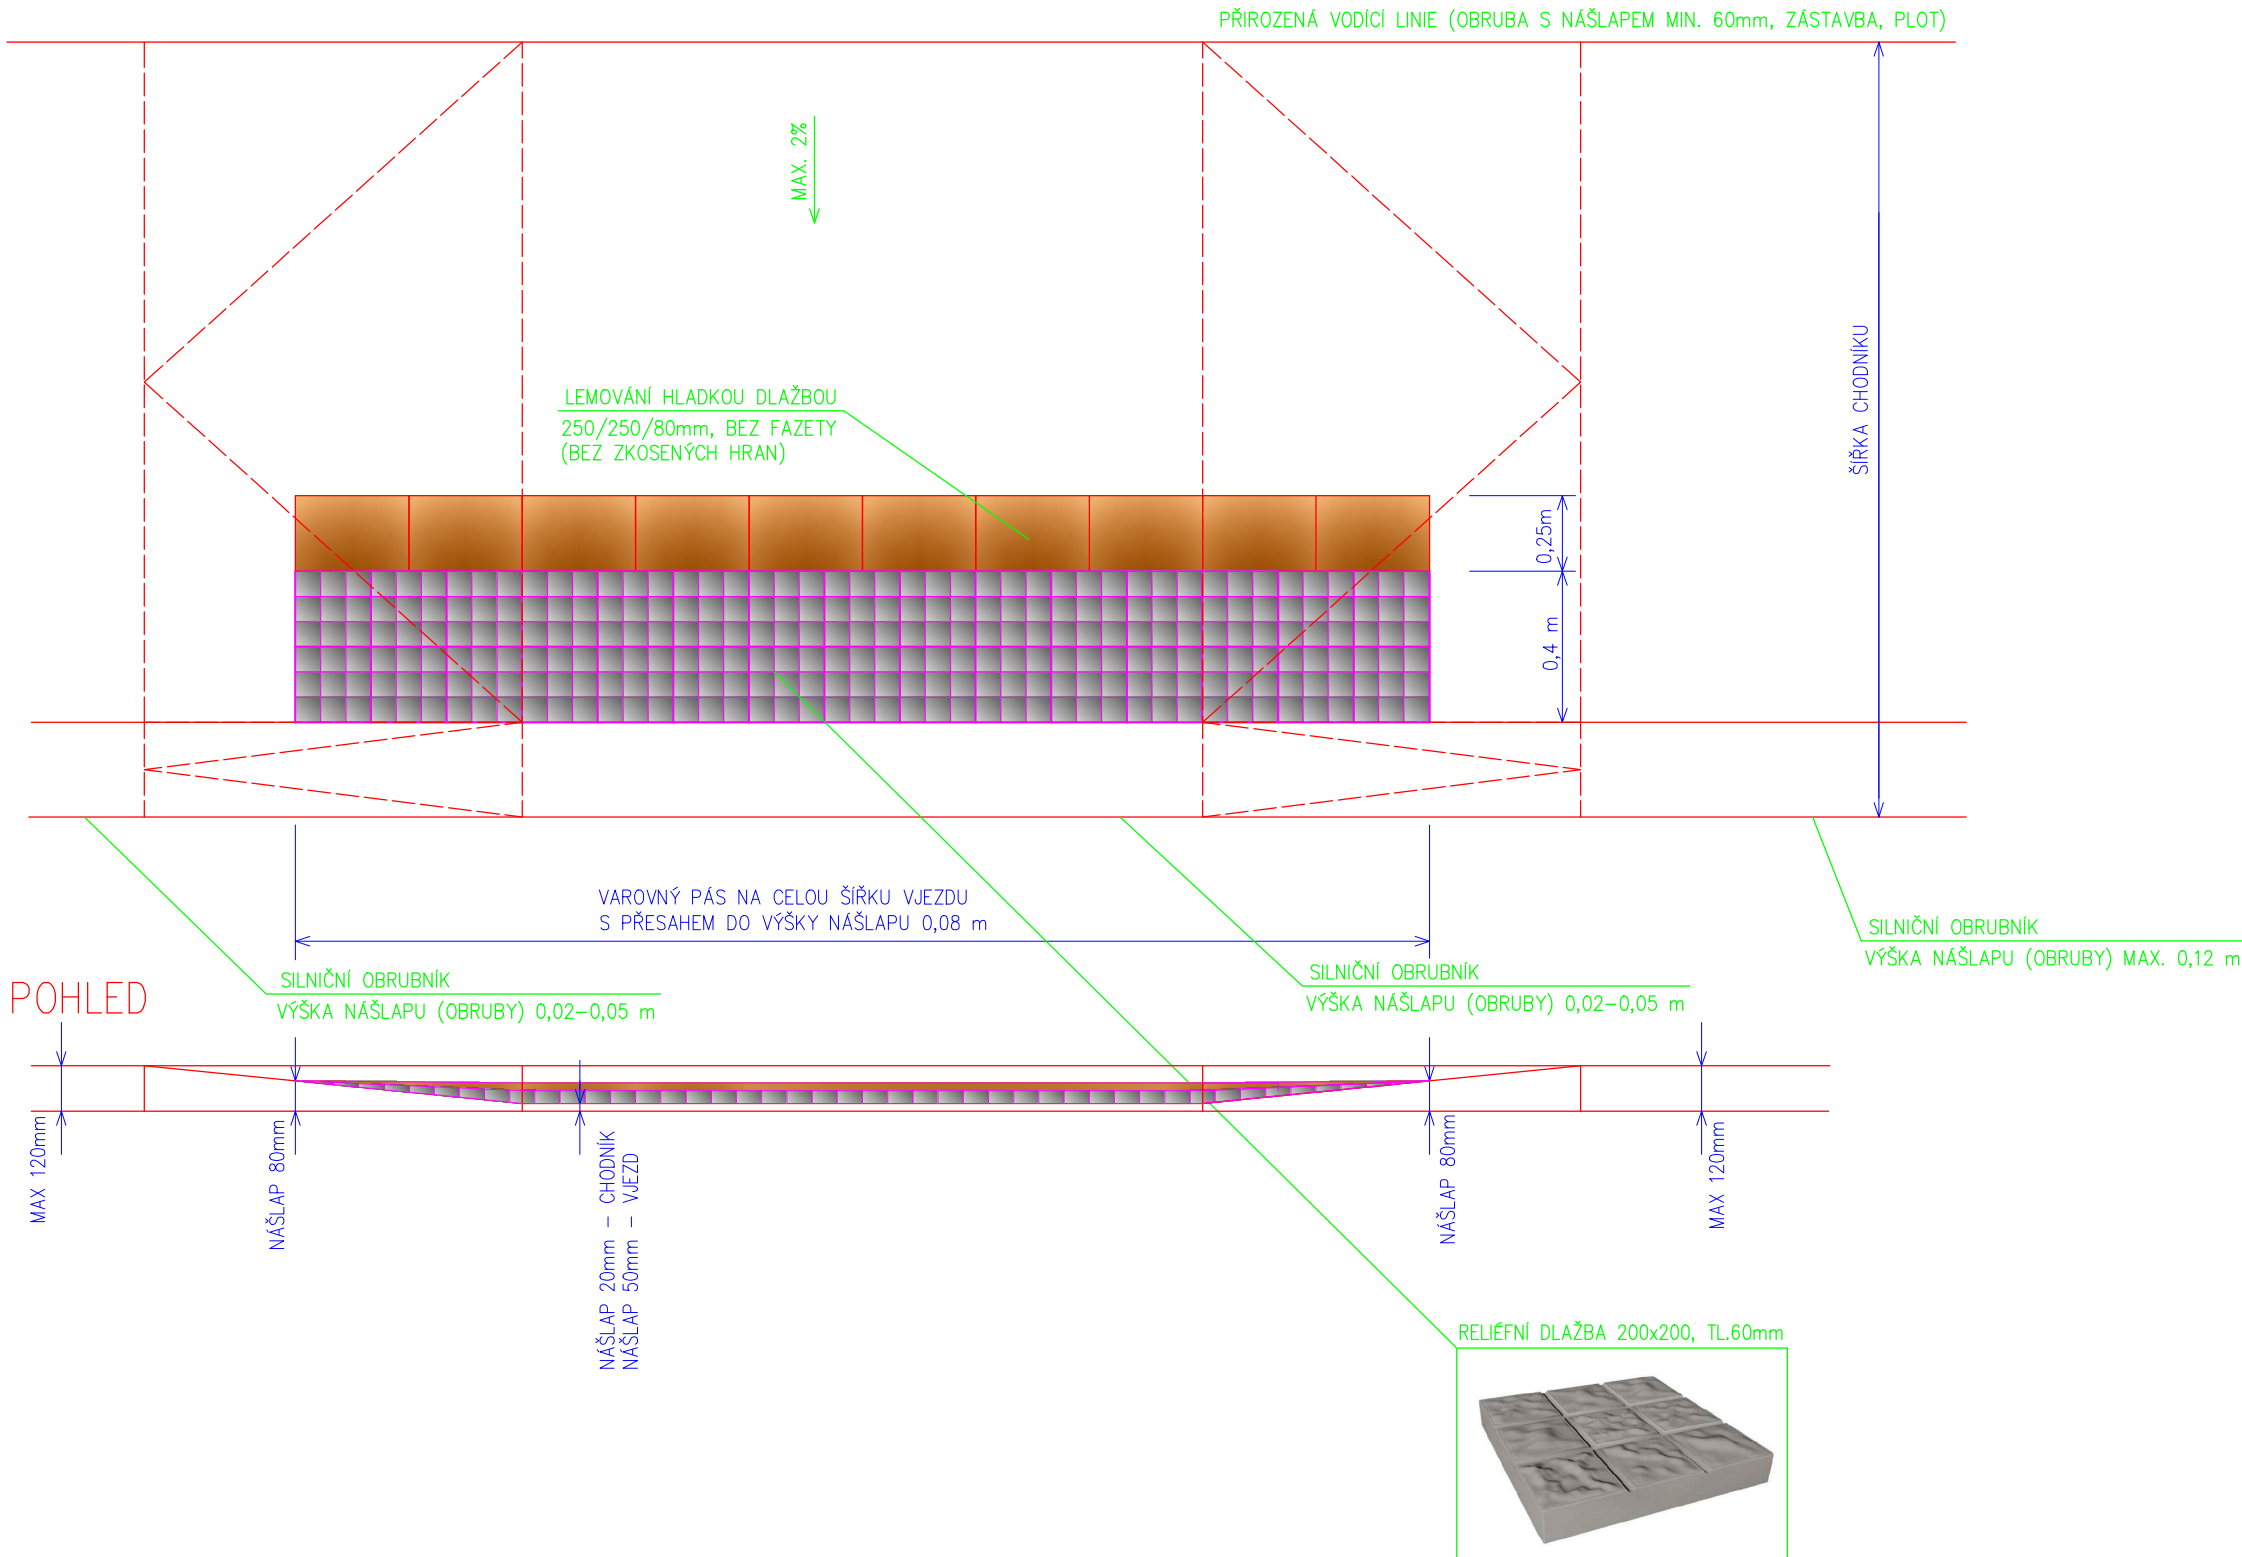 PŘIROZENÁ VODÍCÍ LINIE (OBRUBA S NÁŠLAPEM MIN. 60mm, ZÁSTAVBA, PLOT)
MAX. 2%
ŠÍŘKA CHODNÍKU
LEMOVÁNÍ HLADKOU DLAŽBOU
250/250/80mm, BEZ FAZETY
(BEZ ZKOSENÝCH HRAN)
0,25m
0,4 m
VAROVNÝ PÁS NA CELOU ŠÍŘKU VJEZDU
S PŘESAHEM DO VÝŠKY NÁŠLAPU 0,08 m
SILNIČNÍ OBRUBNÍK
VÝŠKA NÁŠLAPU (OBRUBY) MAX. 0,12 m
SILNIČNÍ OBRUBNÍK
VÝŠKA NÁŠLAPU (OBRUBY) 0,02-0,05 m
SILNIČNÍ OBRUBNÍK
VÝŠKA NÁŠLAPU (OBRUBY) 0,02-0,05 m
POHLED
MAX 120mm
NÁŠLAP 80mm
NÁŠLAP 20mm - CHODNÍK
NÁŠLAP 50mm - VJEZD
NÁŠLAP 80mm
MAX 120mm
RELIÉFNÍ DLAŽBA 200x200, TL.60mm